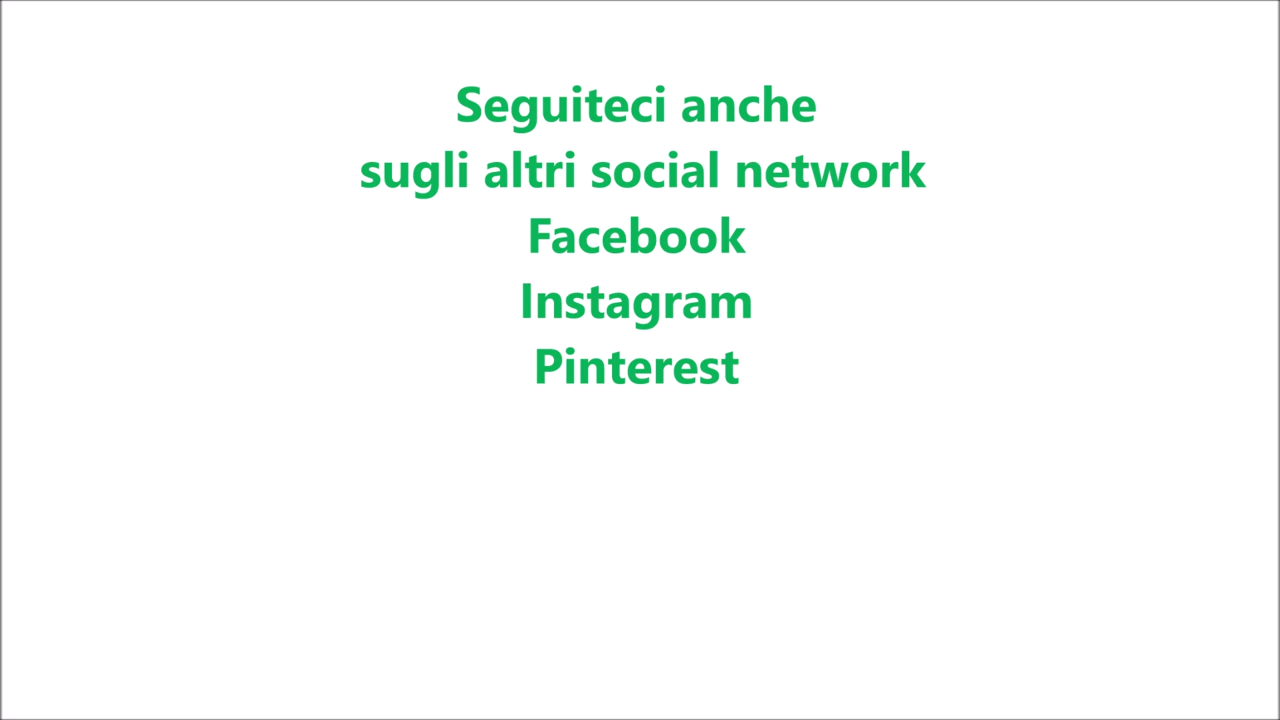 Seguiteci anche
sugli altri social network
Facebook
Instagram
Pinterest